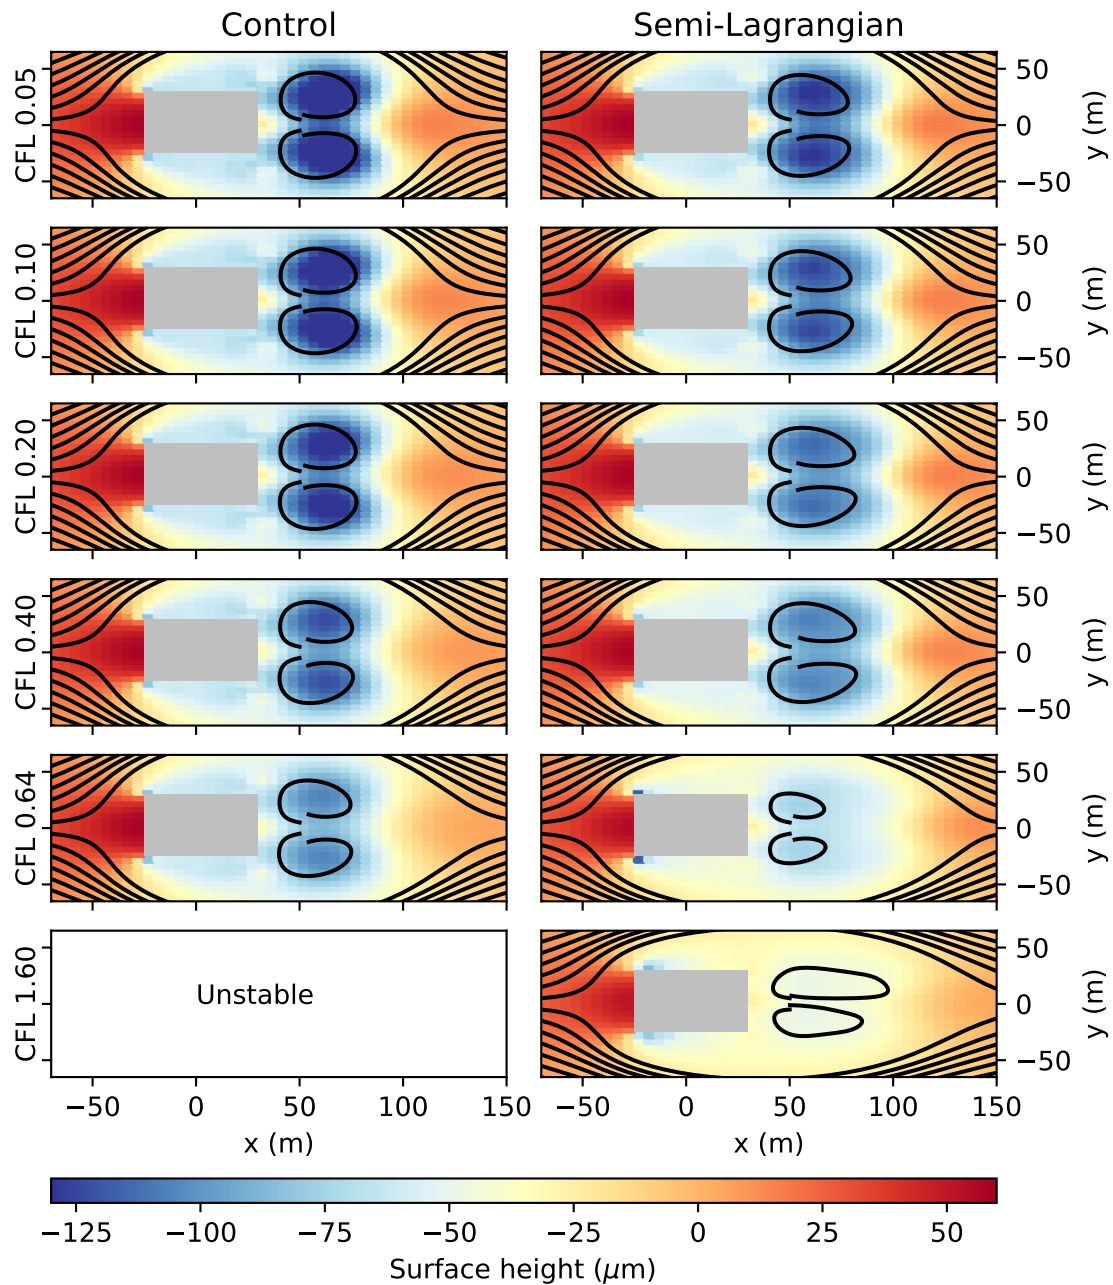 Control Semi-Lagrangian
CFL 0.05 50 0 −50 y (m)
CFL 0.10 50 0 −50 y (m)
CFL 0.20 50 0 −50 y (m)
CFL 0.40 50 0 −50 y (m)
CFL 0.64 50 0 −50 y (m)
CFL 1.60 Unstable 50 0 −50 y (m)
−50 0 50 100 150 −50 0 50 100 150
x (m) x (m)
−125 −100 −75 −50 −25 0 25 50
Surface height (μm)